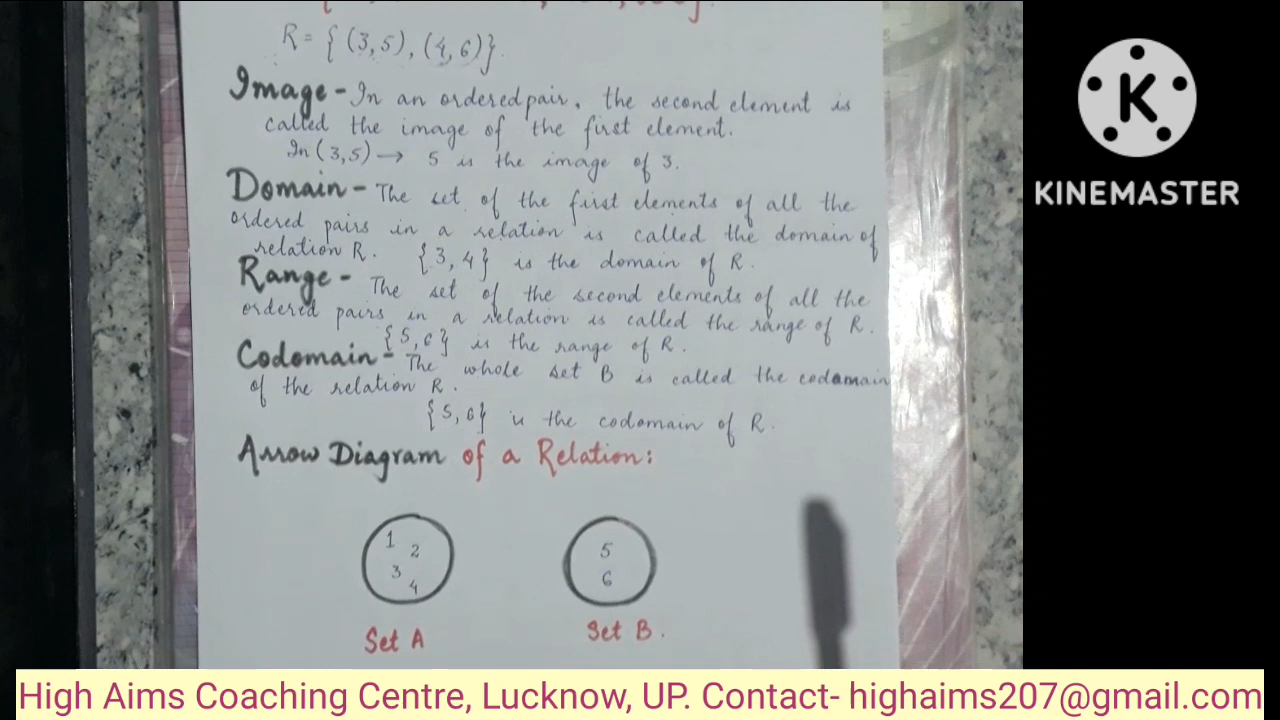 R = { (3,5), (4,6)}.
Image - In an ordered pair, the second element is
called the image of the first element.
In (3,5) → 5 is the image of 3.
Domain - The set of the first elements of all the
ordered pairs in a relation is called the domain of
relation R. {3, 4} is the domain of R.
Range - The set of the second elements of all the
ordered pairs in a relation is called the range of R.
{5,6} is the range of R.
Codomain - The whole set B is called the codomain
of the relation R.
{5,6} is the codomain of R.
Arrow Diagram of a Relation:
1 2 3 4
5 6
Set A
Set B.
K
KINEMASTER
High Aims Coaching Centre, Lucknow, UP. Contact- highaims207@gmail.com